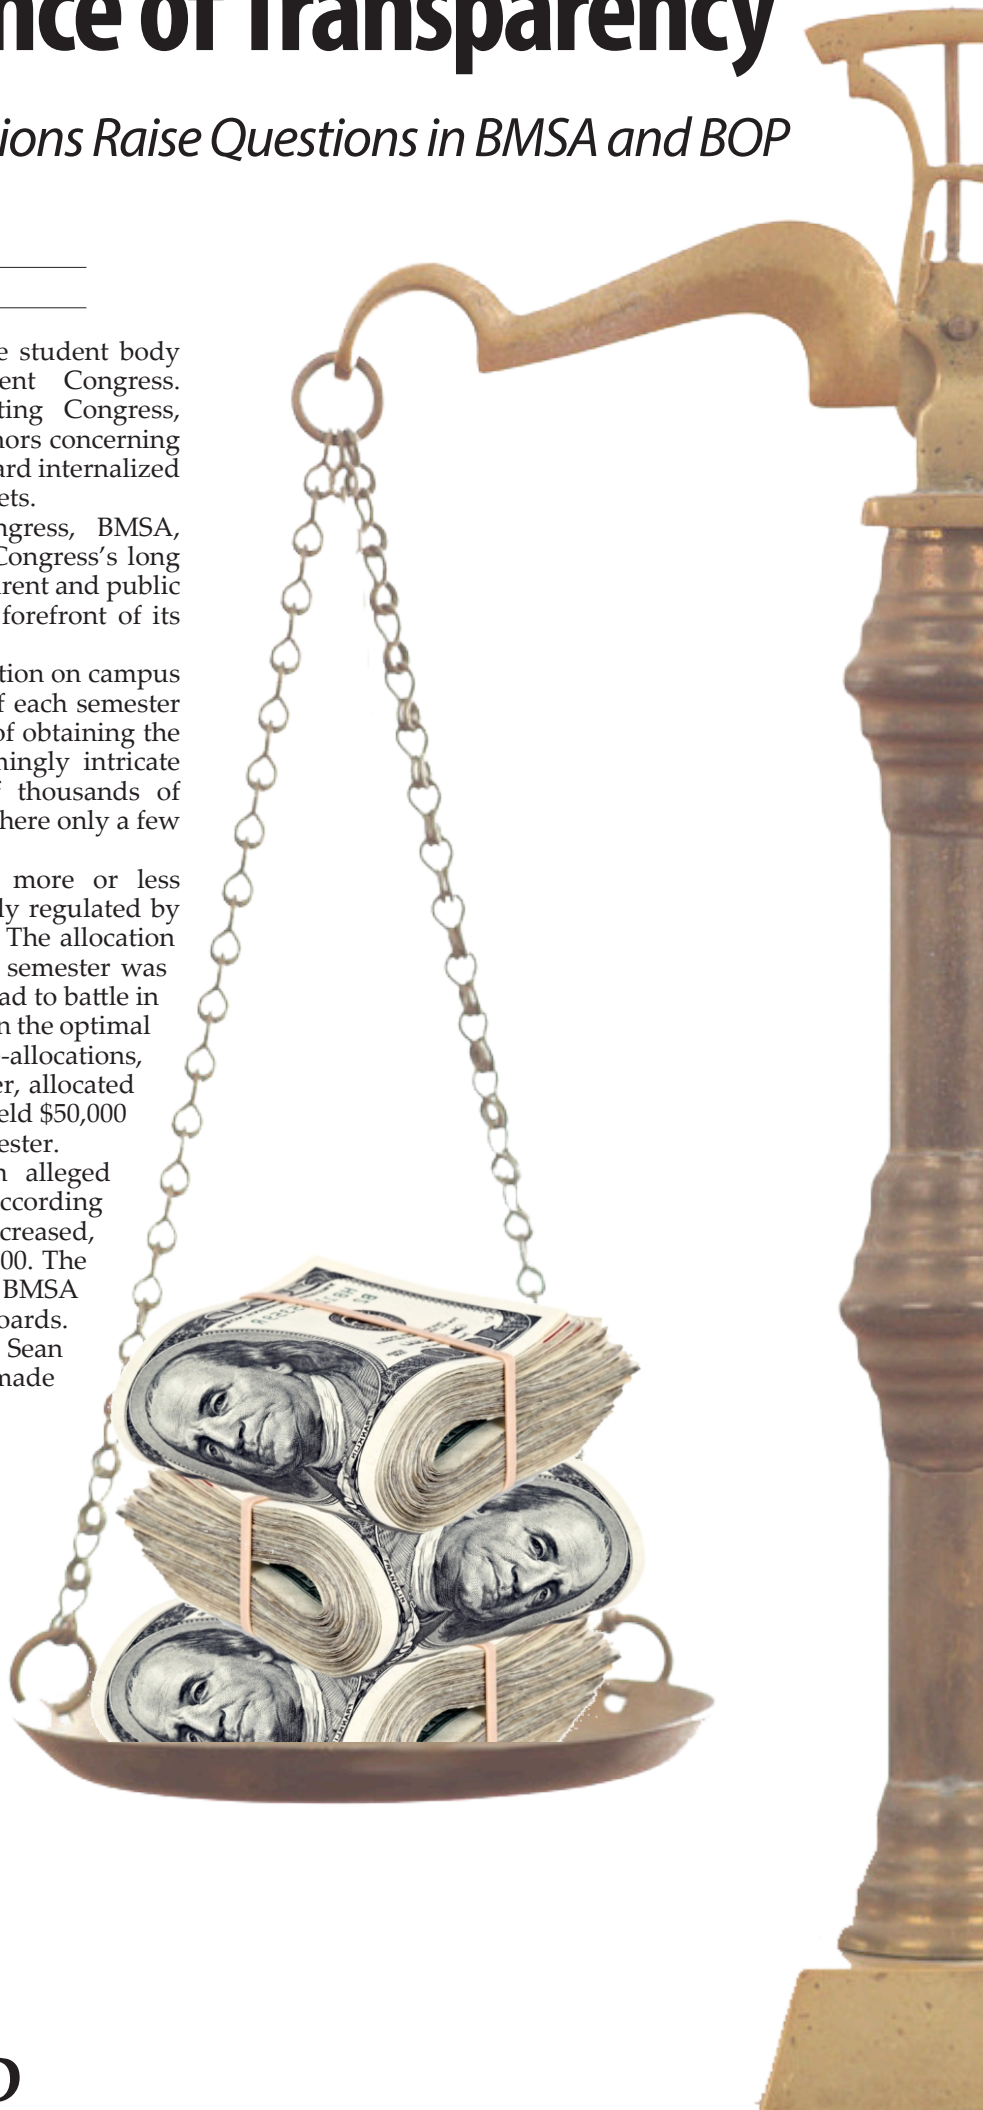 nce of Transparency
ions Raise Questions in BMSA and BOP
e student body
ent Congress.
ting Congress,
nors concerning
ard internalized
ets.
ngress, BMSA,
Congress's long
rent and public
forefront of its
tion on campus
f each semester
of obtaining the
mingly intricate
f thousands of
here only a few
more or less
ly regulated by
The allocation
semester was
ad to battle in
n the optimal
-allocations,
er, allocated
eld $50,000
ester.
n alleged
ccording
creased,
00. The
BMSA
oards.
Sean
made